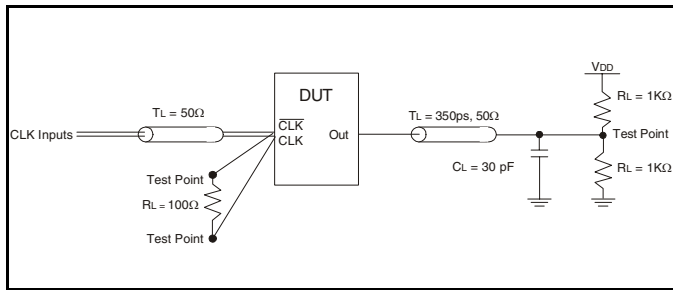 VDD
RL = 1KΩ
DUT
TL = 50Ω
TL = 350ps, 50Ω
CLK Inputs
CLK
CLK
Out
Test Point
CL = 30 pF
RL = 1KΩ
Test Point
RL = 100Ω
Test Point